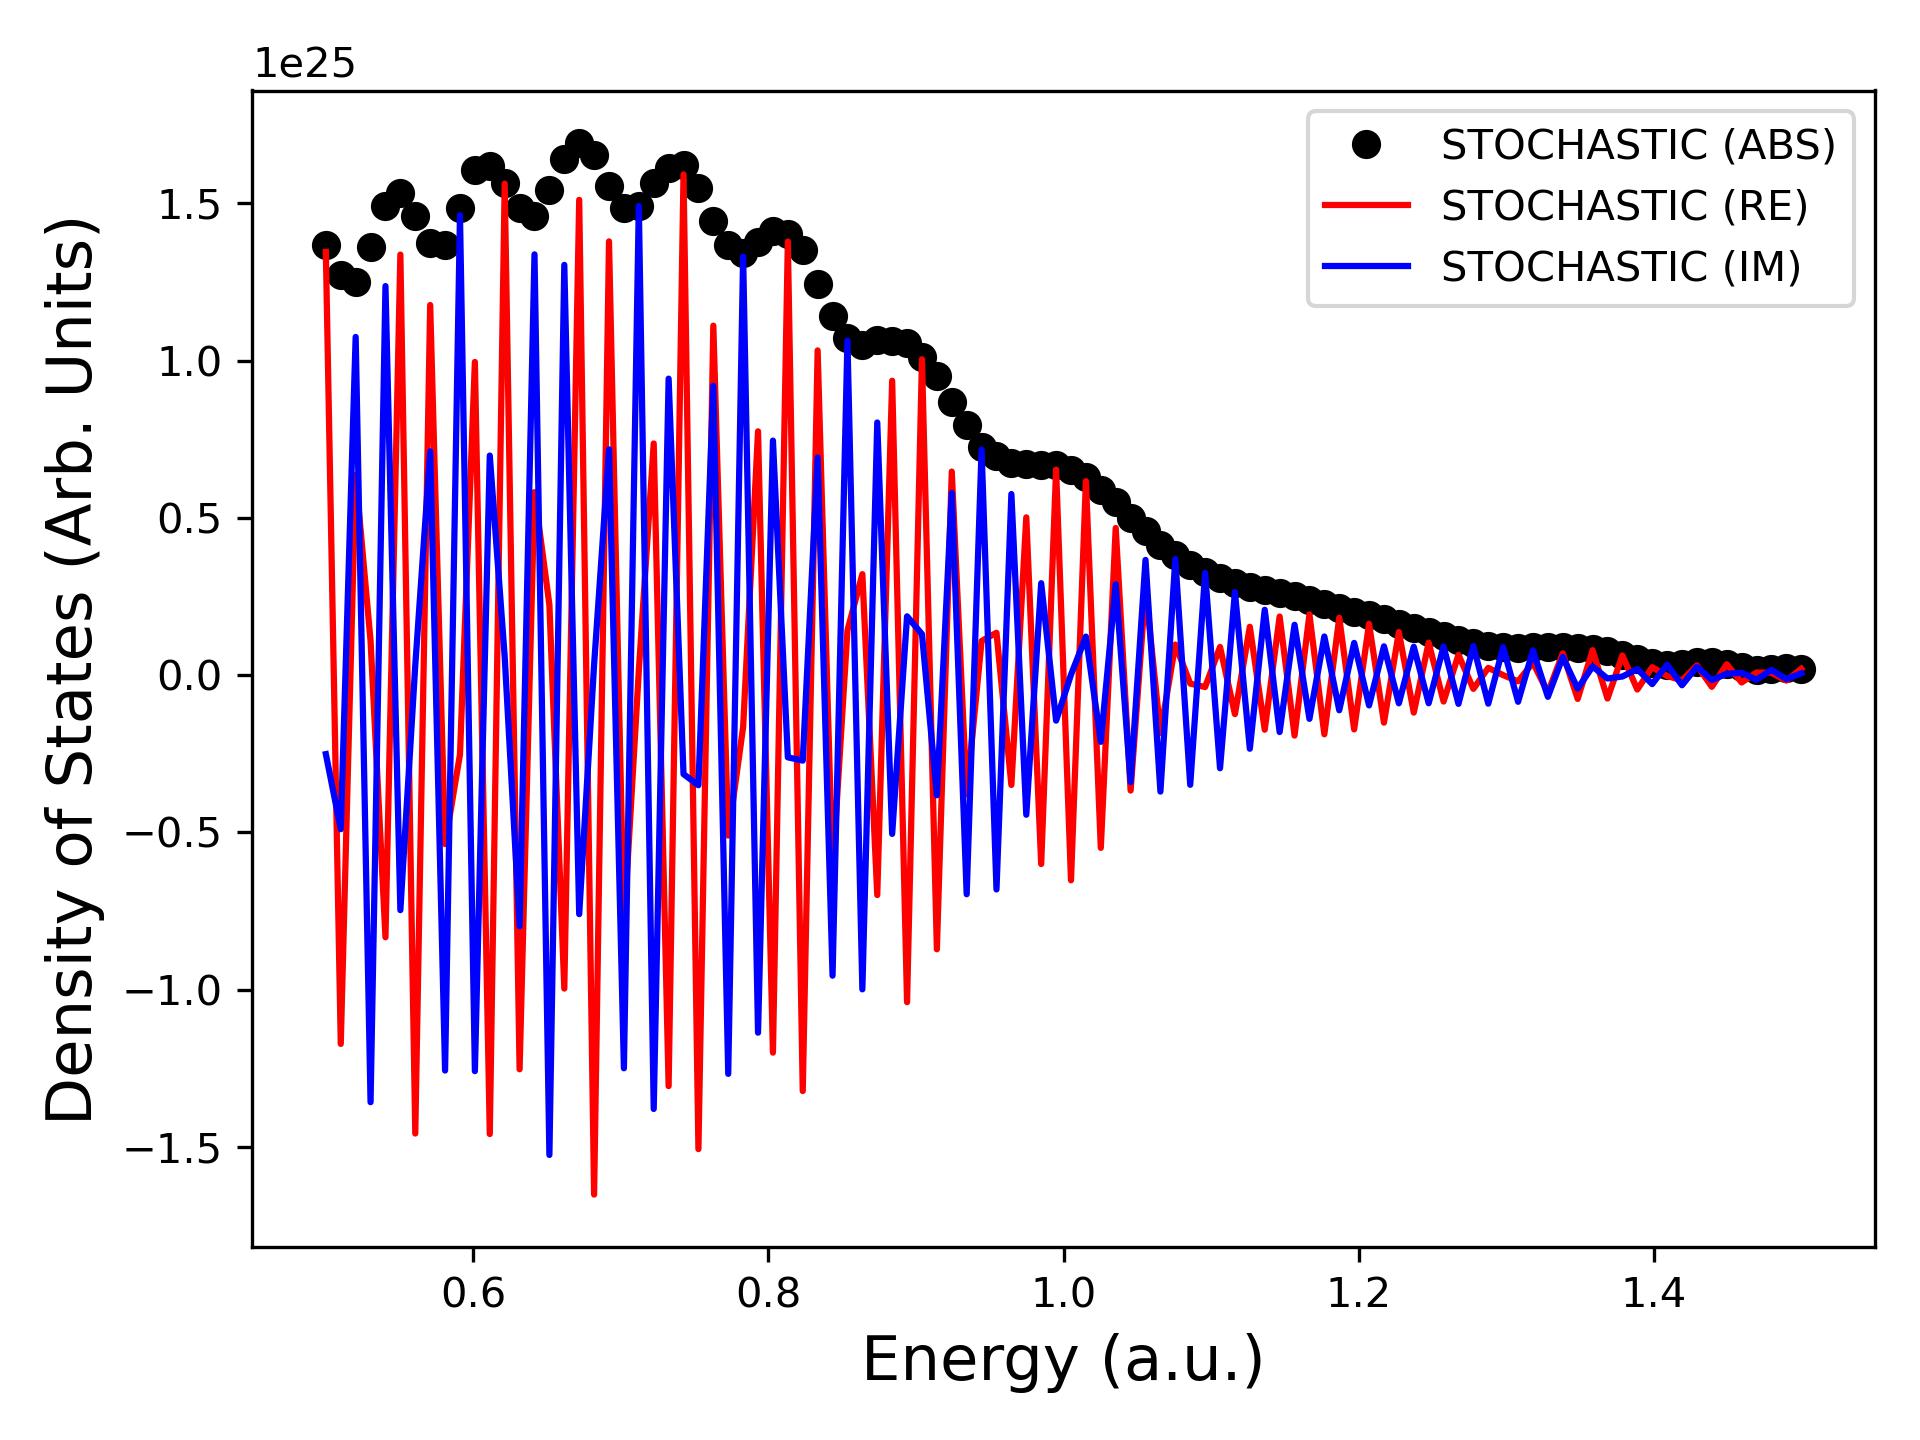 1e25
STOCHASTIC (ABS)
STOCHASTIC (RE)
STOCHASTIC (IM)
1.5
1.0
0.5
0.0
−0.5
−1.0
−1.5
Density of States (Arb. Units)
0.6 0.8 1.0 1.2 1.4
Energy (a.u.)